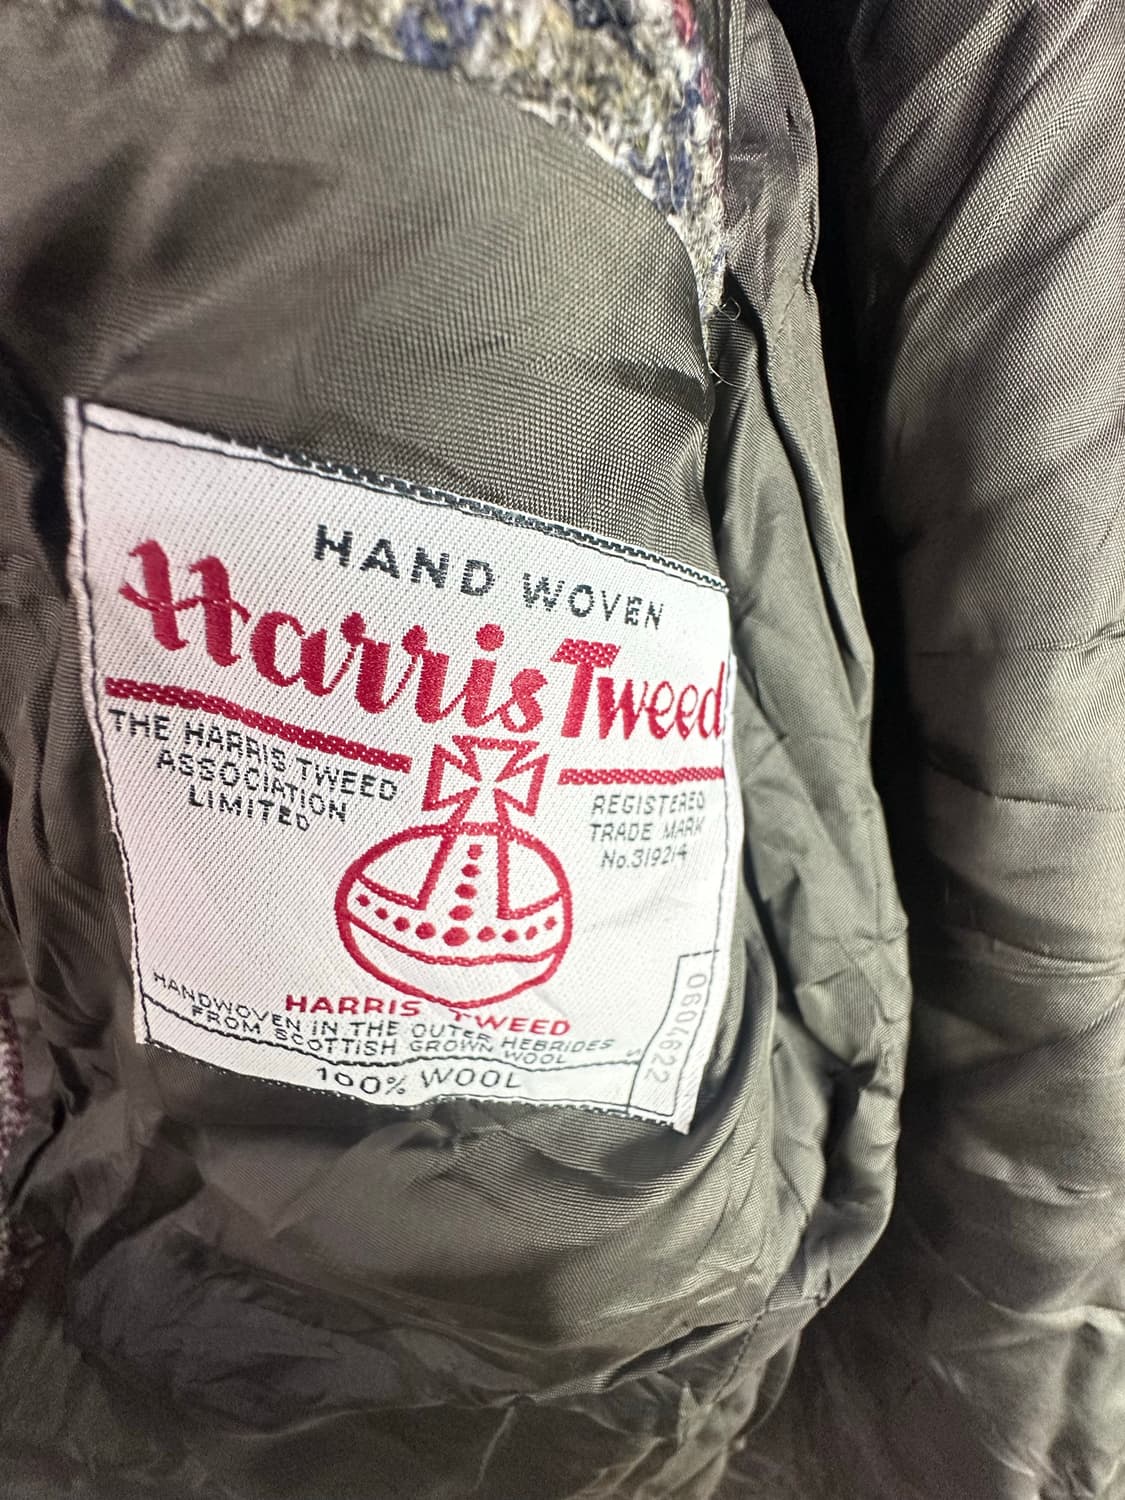 HAND WOVEN
Harris Tweed
THE HARRIS TWEED
ASSOCIATION
LIMITED
REGISTERED
TRADE MARK
No.319214
HARRIS TWEED
HANDWOVEN IN THE OUTER HEBRIDES
FROM SCOTTISH GROWN WOOL
100% WOOL
0604622